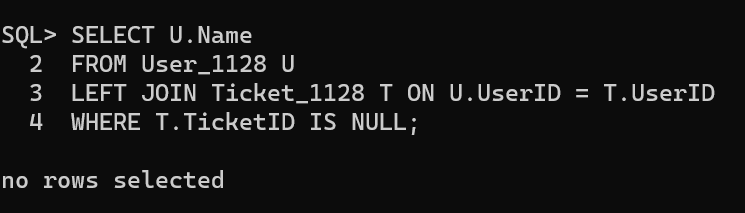 SQL> SELECT U.Name
  2  FROM User_1128 U
  3  LEFT JOIN Ticket_1128 T ON U.UserID = T.UserID
  4  WHERE T.TicketID IS NULL;
no rows selected